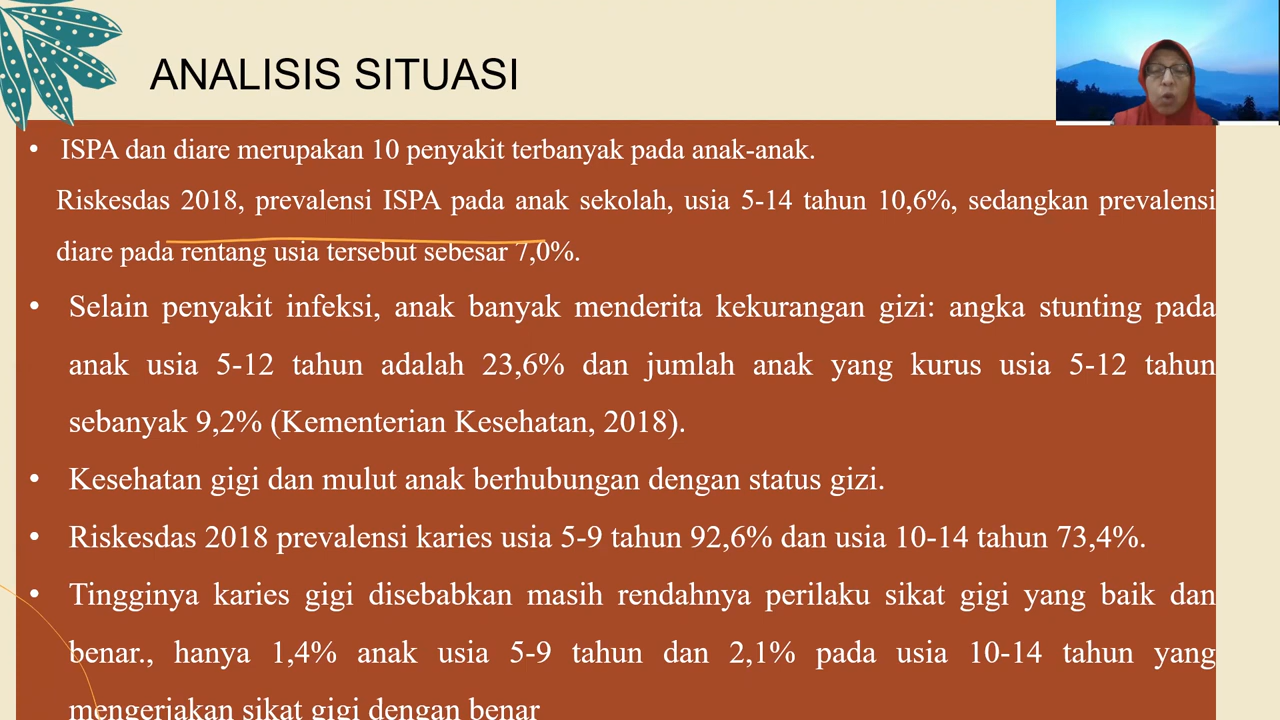 ANALISIS SITUASI
• ISPA dan diare merupakan 10 penyakit terbanyak pada anak-anak.
Riskesdas 2018, prevalensi ISPA pada anak sekolah, usia 5-14 tahun 10,6%, sedangkan prevalensi
diare pada rentang usia tersebut sebesar 7,0%.
• Selain penyakit infeksi, anak banyak menderita kekurangan gizi: angka stunting pada
anak usia 5-12 tahun adalah 23,6% dan jumlah anak yang kurus usia 5-12 tahun
sebanyak 9,2% (Kementerian Kesehatan, 2018).
• Kesehatan gigi dan mulut anak berhubungan dengan status gizi.
• Riskesdas 2018 prevalensi karies usia 5-9 tahun 92,6% dan usia 10-14 tahun 73,4%.
• Tingginya karies gigi disebabkan masih rendahnya perilaku sikat gigi yang baik dan
benar., hanya 1,4% anak usia 5-9 tahun dan 2,1% pada usia 10-14 tahun yang
mengerjakan sikat gigi dengan benar